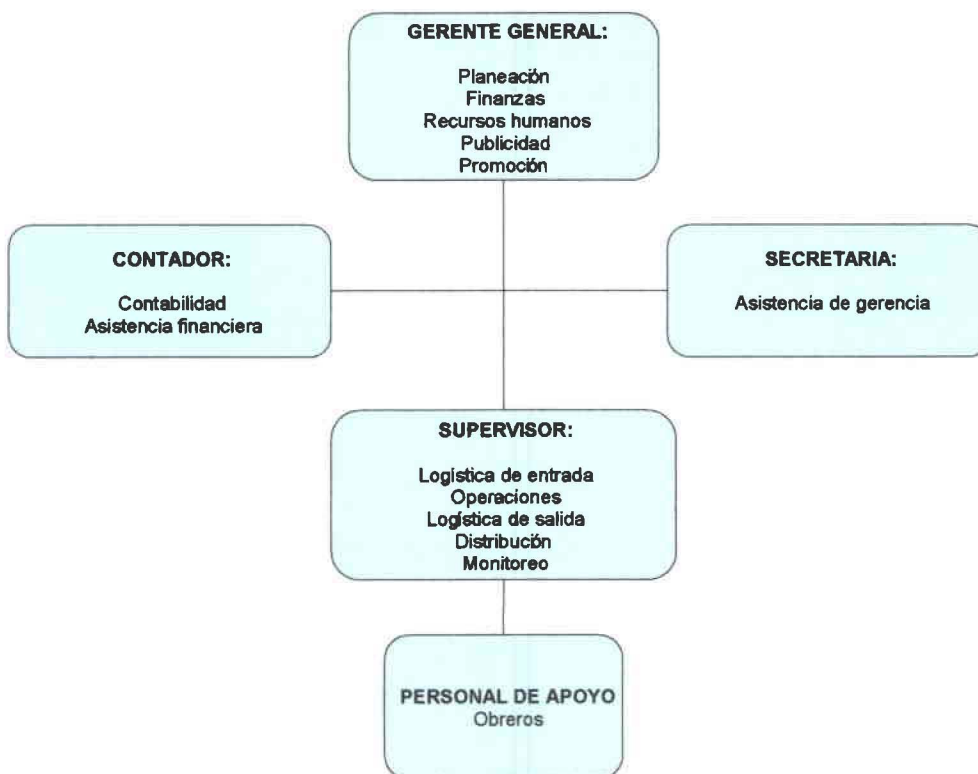 GERENTE GENERAL:
Planeación
Finanzas
Recursos humanos
Publicidad
Promoción
CONTADOR:
Contabilidad
Asistencia financiera
SECRETARIA:
Asistencia de gerencia
SUPERVISOR:
Logística de entrada
Operaciones
Logística de salida
Distribución
Monitoreo
PERSONAL DE APOYO
Obreros